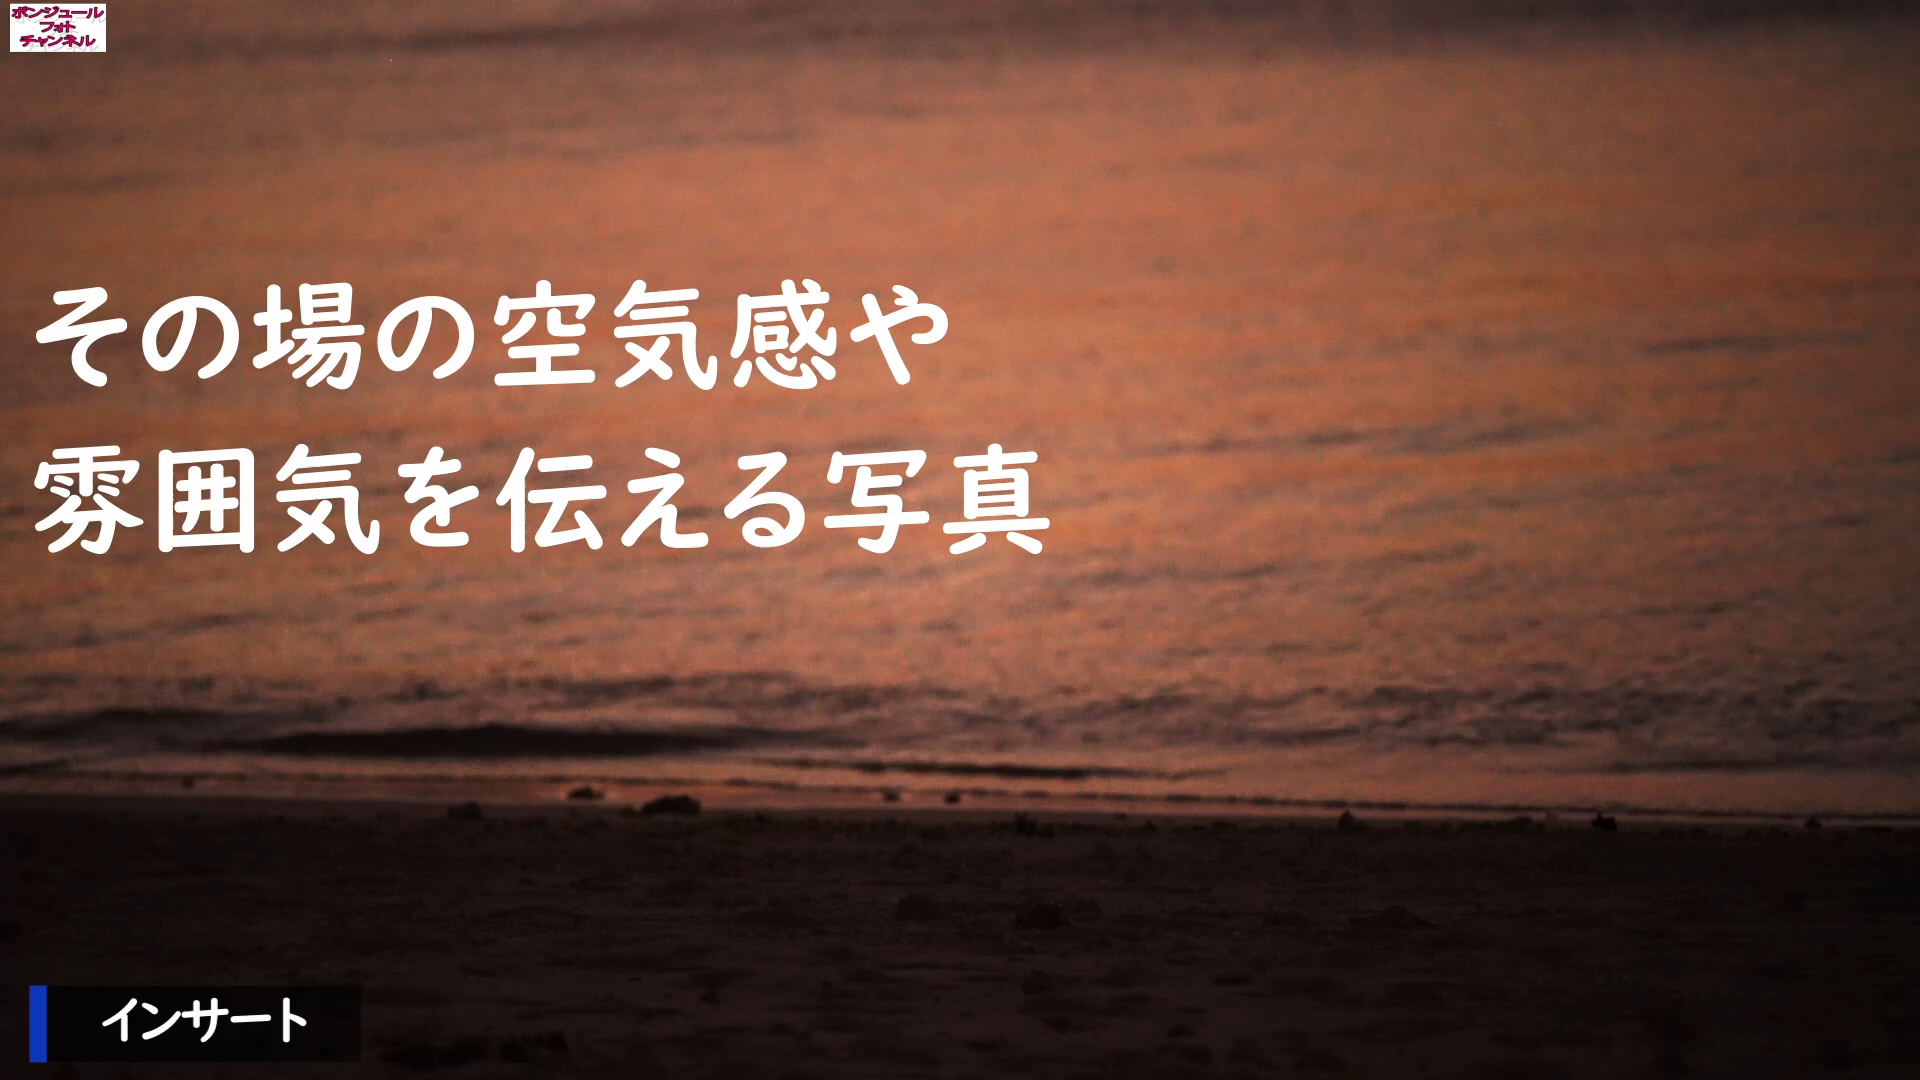 ボンジュール
フォト
チャンネル
その場の空気感や
雰囲気を伝える写真
インサート